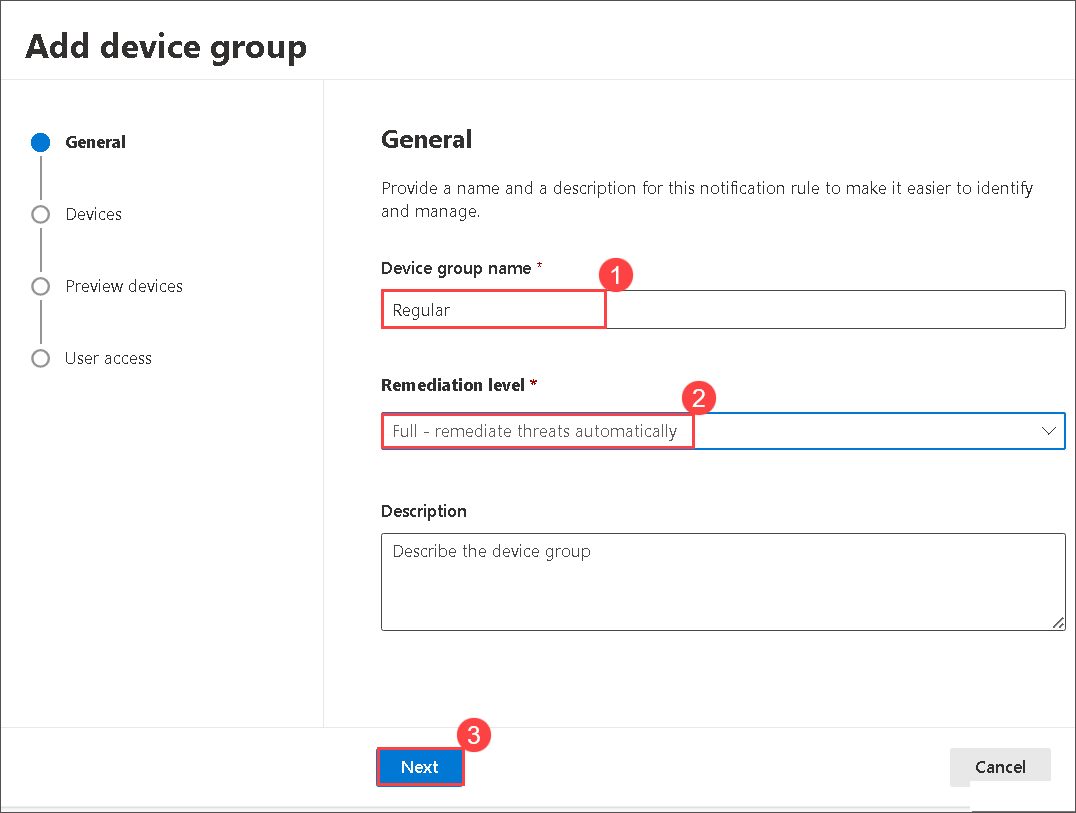 Add device group
General
Devices
Preview devices
User access
General
Provide a name and a description for this notification rule to make it easier to identify
and manage.
Device group name *
1
Regular
Remediation level *
2
Full - remediate threats automatically
Description
Describe the device group
3
Next
Cancel